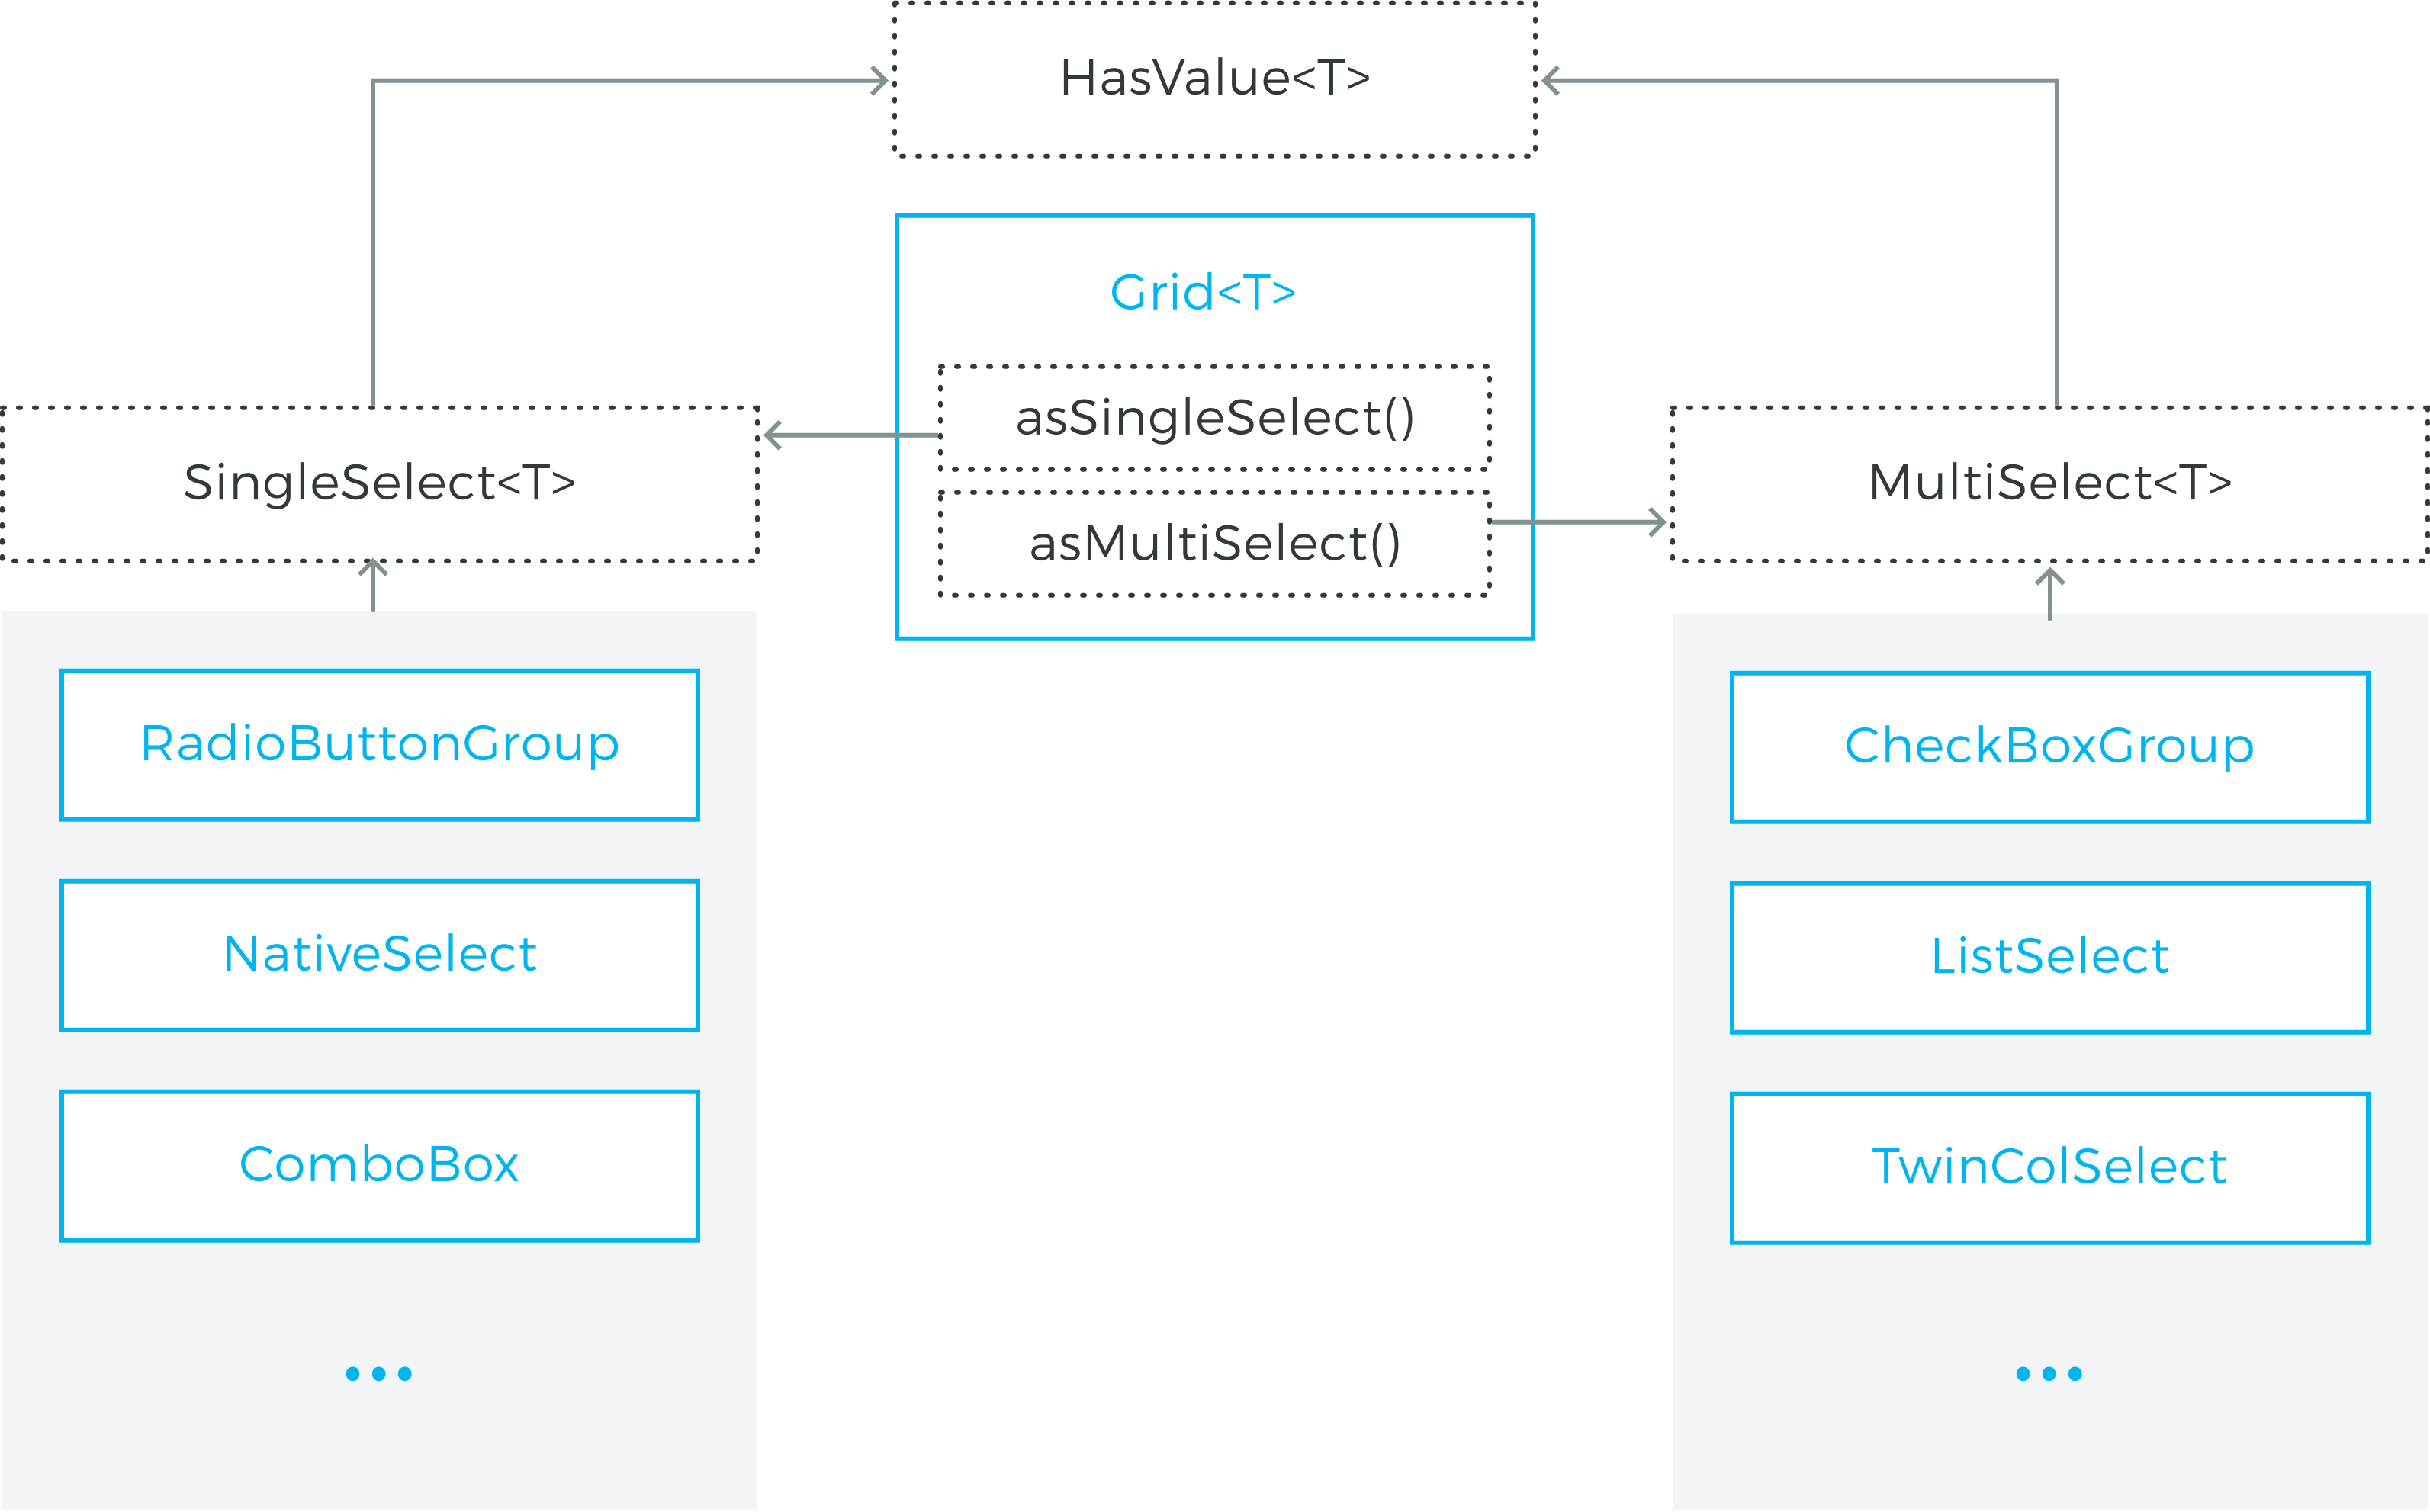 HasValue<T>
Grid<T>
asSingleSelect()
asMultiSelect()
SingleSelect<T>
MultiSelect<T>
RadioButtonGroup
NativeSelect
ComboBox
...
CheckBoxGroup
ListSelect
TwinColSelect
...